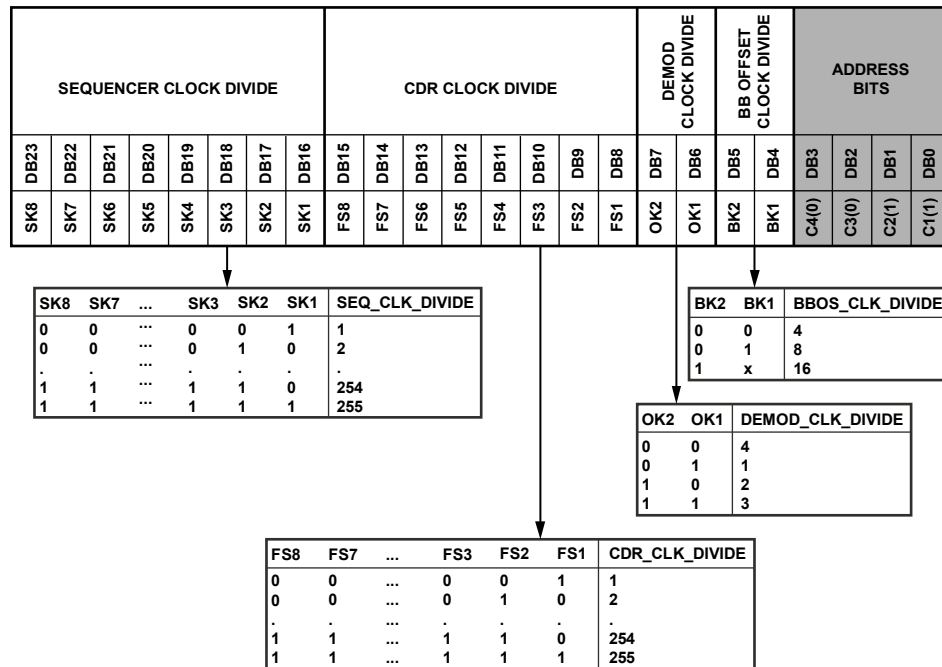 SEQUENCER CLOCK DIVIDE
CDR CLOCK DIVIDE
DEMOD
CLOCK DIVIDE
BB OFFSET
CLOCK DIVIDE
ADDRESS
BITS
DB23 DB22 DB21 DB20 DB19 DB18 DB17 DB16 DB15 DB14 DB13 DB12 DB11 DB10 DB9 DB8 DB7 DB6 DB5 DB4 DB3 DB2 DB1 DB0
SK8 SK7 SK6 SK5 SK4 SK3 SK2 SK1 FS8 FS7 FS6 FS5 FS4 FS3 FS2 FS1 OK2 OK1 BK2 BK1 C4(0) C3(0) C2(1) C1(1)
SK8 SK7 ... SK3 SK2 SK1 SEQ_CLK_DIVIDE
0 0 ... 0 0 1 1
0 0 ... 0 1 0 2
. . ... . . . .
1 1 ... 1 1 0 254
1 1 ... 1 1 1 255
BK2 BK1 BBOS_CLK_DIVIDE
0 0 4
0 1 8
1 x 16
OK2 OK1 DEMOD_CLK_DIVIDE
0 0 4
0 1 1
1 0 2
1 1 3
FS8 FS7 ... FS3 FS2 FS1 CDR_CLK_DIVIDE
0 0 ... 0 0 1 1
0 0 ... 0 1 0 2
. . ... . . . .
1 1 ... 1 1 0 254
1 1 ... 1 1 1 255